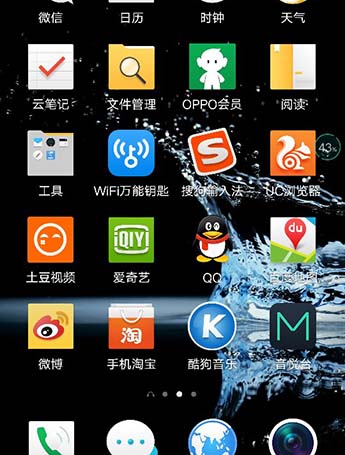 微信 日历 时钟 天气
云笔记 文件管理 OPPO会员 阅读
43%
工具 WiFi万能钥匙 搜狗输入法 UC浏览器
iQIYI du
土豆视频 爱奇艺 QQ 百度地图
淘 K M
微博 手机淘宝 酷狗音乐 音悦台